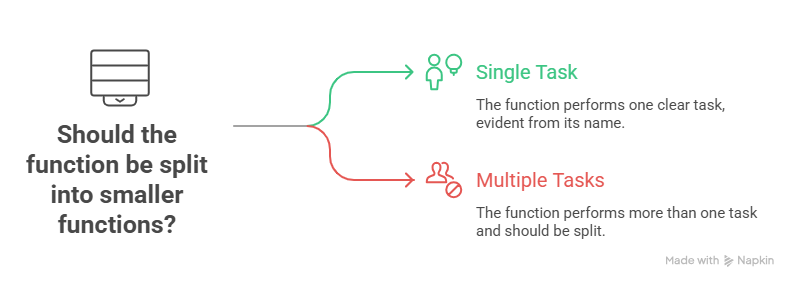 Should the
function be split
into smaller
functions?
Single Task
The function performs one clear task,
evident from its name.
Multiple Tasks
The function performs more than one task
and should be split.
Made with Napkin